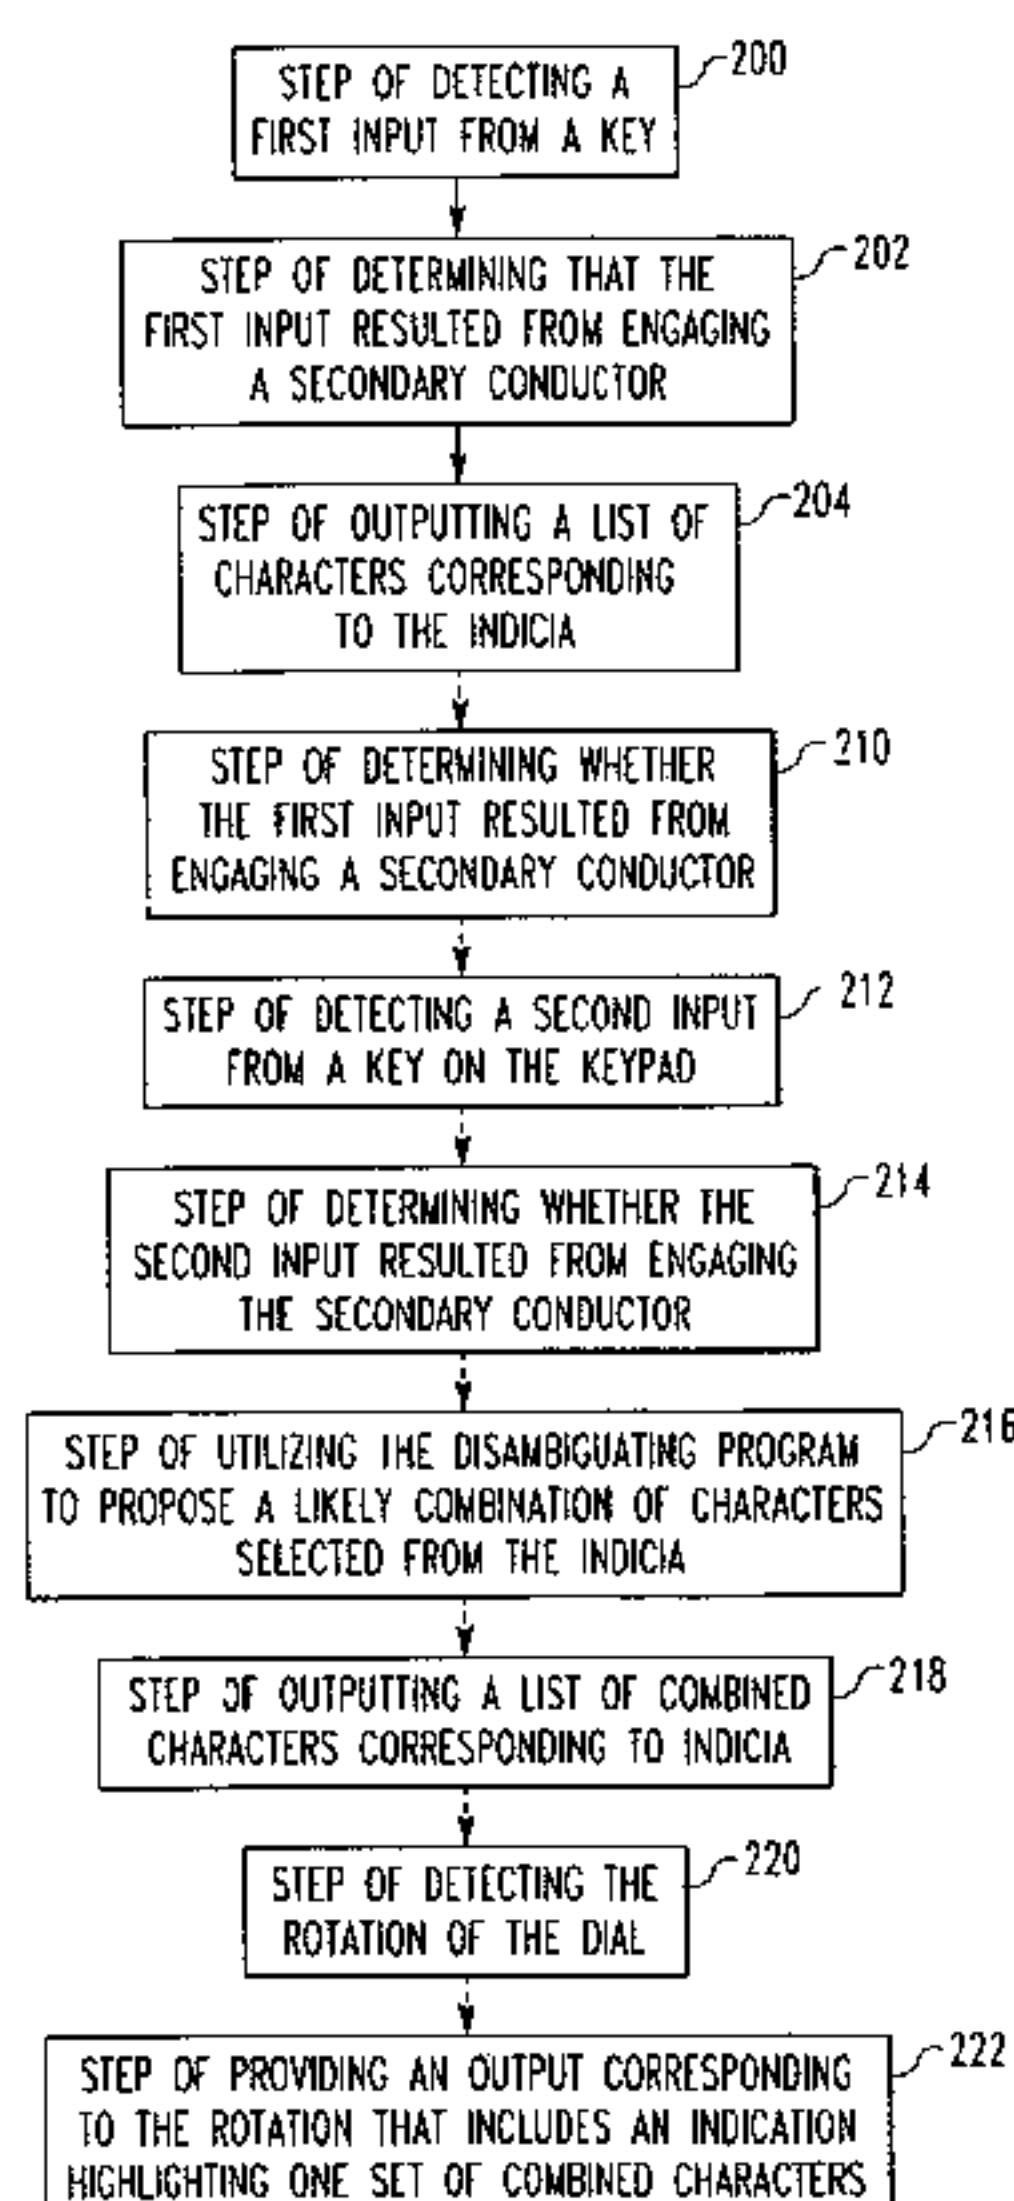 STEP OF DETECTING A
FIRST INPUT FROM A KEY
200
STEP OF DETERMINING THAT THE
FIRST INPUT RESULTED FROM ENGAGING
A SECONDARY CONDUCTOR
202
STEP OF OUTPUTTING A LIST OF
CHARACTERS CORRESPONDING
TO THE INDICIA
204
STEP OF DETERMINING WHETHER
THE FIRST INPUT RESULTED FROM
ENGAGING A SECONDARY CONDUCTOR
210
STEP OF DETECTING A SECOND INPUT
FROM A KEY ON THE KEYPAD
212
STEP OF DETERMINING WHETHER THE
SECOND INPUT RESULTED FROM ENGAGING
THE SECONDARY CONDUCTOR
214
STEP OF UTILIZING THE DISAMBIGUATING PROGRAM
TO PROPOSE A LIKELY COMBINATION OF CHARACTERS
SELECTED FROM THE INDICIA
216
STEP OF OUTPUTTING A LIST OF COMBINED
CHARACTERS CORRESPONDING TO INDICIA
218
STEP OF DETECTING THE
ROTATION OF THE DIAL
220
STEP OF PROVIDING AN OUTPUT CORRESPONDING
TO THE ROTATION THAT INCLUDES AN INDICATION
HIGHLIGHTING ONE SET OF COMBINED CHARACTERS
222